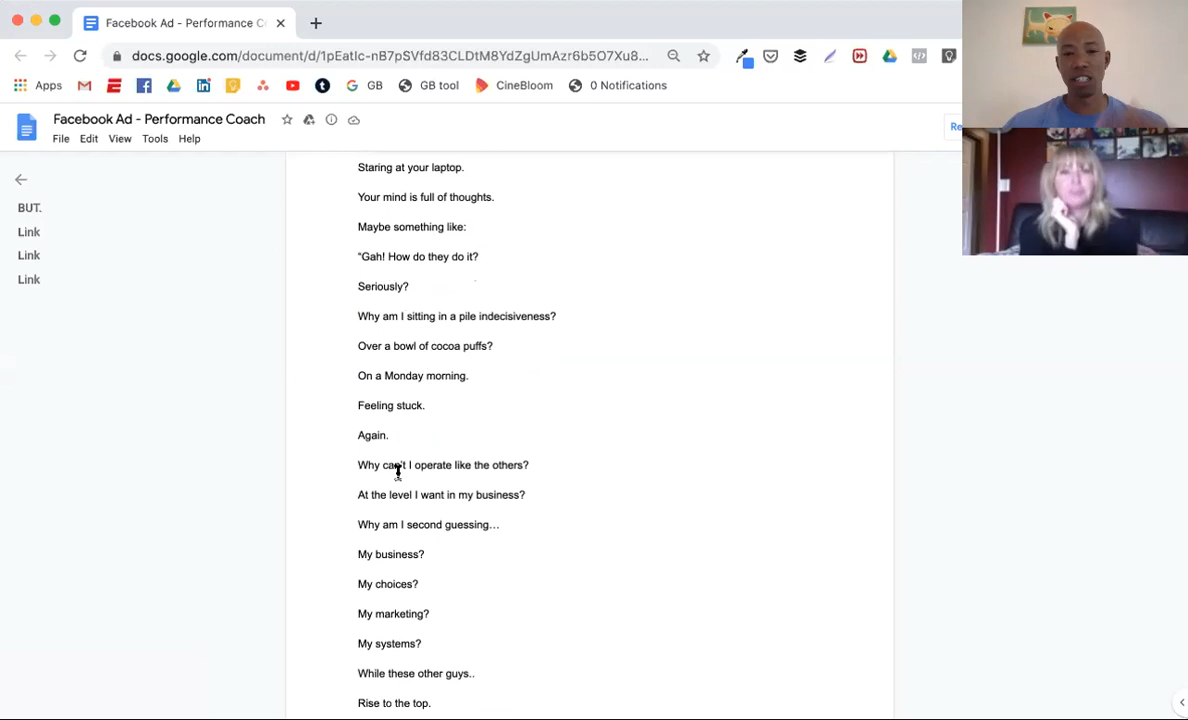 Facebook Ad - Performance C
docs.google.com/document/d/1pEatlc-nB7pSVfd83CLDtM8YdZgUmAzr6b5O7Xu8...
Apps
GB
GB tool
CineBloom
0 Notifications
Facebook Ad - Performance Coach
File Edit View Tools Help
Re
BUT.
Link
Link
Link
Staring at your laptop.
Your mind is full of thoughts.
Maybe something like:
"Gah! How do they do it?
Seriously?
Why am I sitting in a pile indecisiveness?
Over a bowl of cocoa puffs?
On a Monday morning.
Feeling stuck.
Again.
Why can't I operate like the others?
At the level I want in my business?
Why am I second guessing…
My business?
My choices?
My marketing?
My systems?
While these other guys..
Rise to the top.